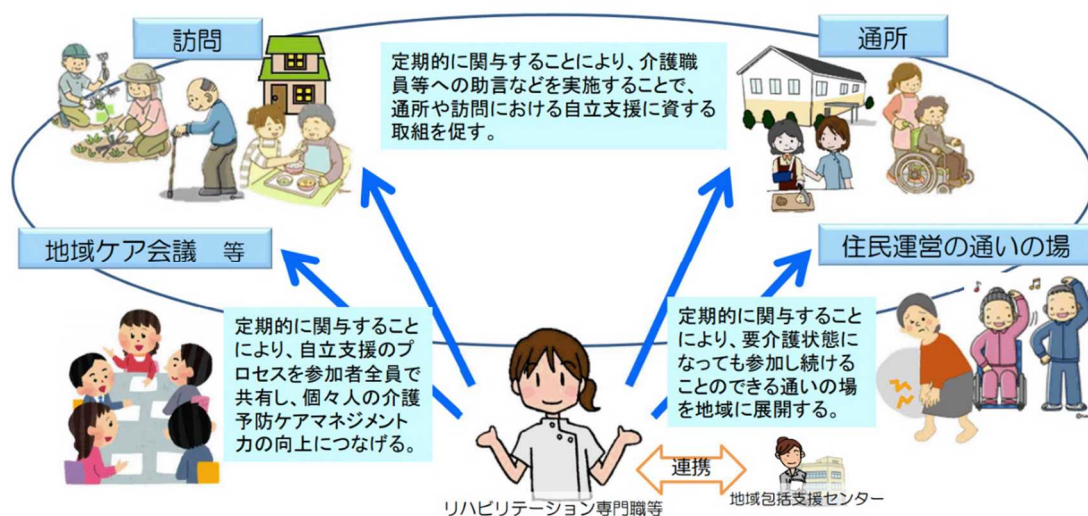 訪問
通所
定期的に関与することにより、介護職
員等への助言などを実施することで、
通所や訪問における自立支援に資する
取組を促す。
地域ケア会議 等
住民運営の通いの場
定期的に関与すること
により、自立支援のプ
ロセスを参加者全員で
共有し、個々人の介護
予防ケアマネジメント
力の向上につなげる。
定期的に関与すること
により、要介護状態に
なっても参加し続ける
ことのできる通いの場
を地域に展開する。
連携
リハビリテーション専門職等
地域包括支援センター